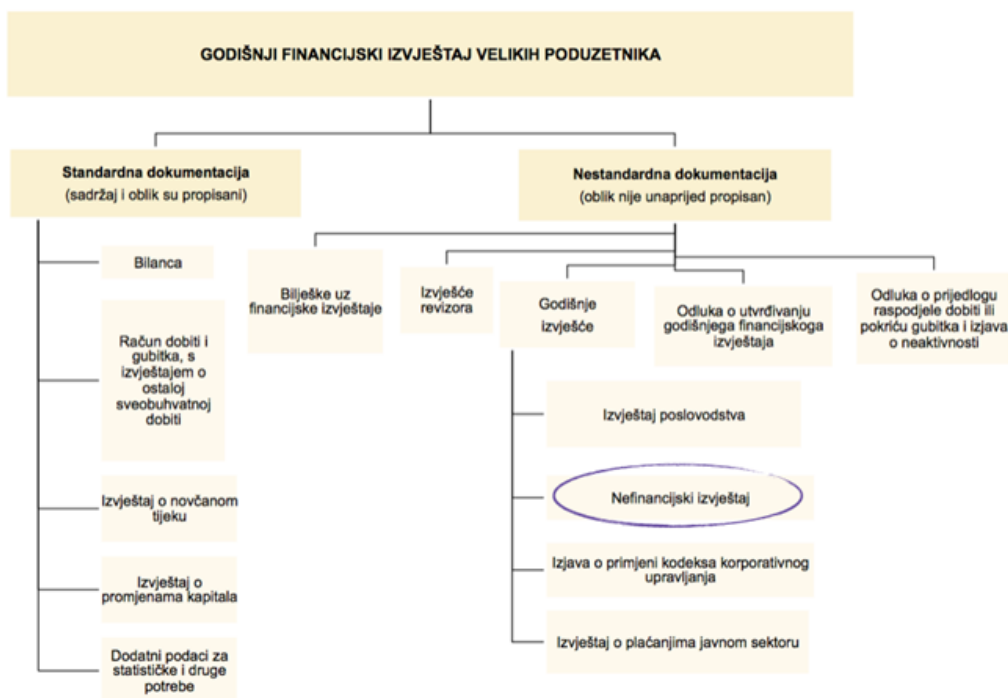 GODIŠNJI FINANCIJSKI IZVJEŠTAJ VELIKIH PODUZETNIKA
Standardna dokumentacija
(sadržaj i oblik su propisani)
Nestandardna dokumentacija
(oblik nije unaprijed propisan)
Bilanca
Račun dobiti i
gubitka, s
izvještajem o
ostaloj
sveobuhvatnoj
dobiti
Izvještaj o novčanom
tijeku
Izvještaj o
promjenama kapitala
Dodatni podaci za
statističke i druge
potrebe
Bilješke uz
financijske izvještaje
Izvješće
revizora
Godišnje
izvješće
Odluka o utvrđivanju
godišnjega financijskoga
izvještaja
Odluka o prijedlogu
raspodjele dobiti ili
pokriću gubitka i izjava
o neaktivnosti
Izvještaj poslovodstva
Nefinancijski izvještaj
Izjava o primjeni kodeksa korporativnog
upravljanja
Izvještaj o plaćanjima javnom sektoru